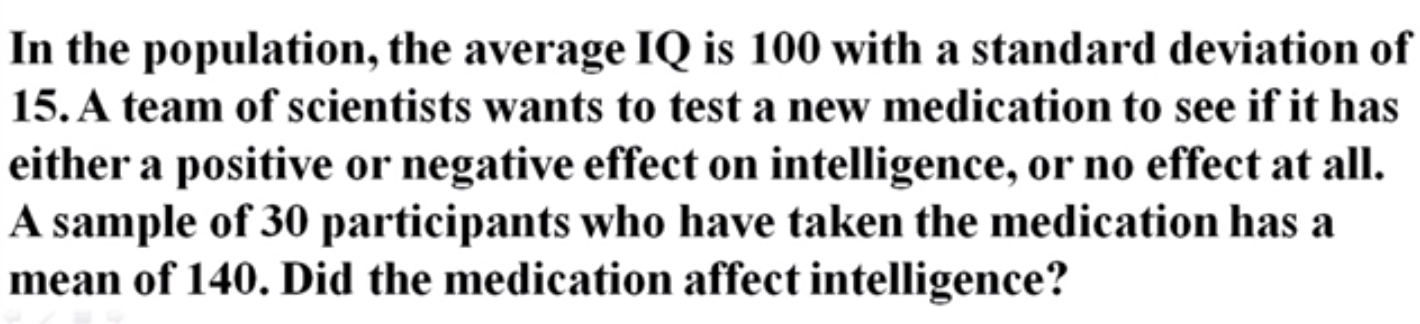 In the population, the average IQ is 100 with a standard deviation of
15. A team of scientists wants to test a new medication to see if it has
either a positive or negative effect on intelligence, or no effect at all.
A sample of 30 participants who have taken the medication has a
mean of 140. Did the medication affect intelligence?